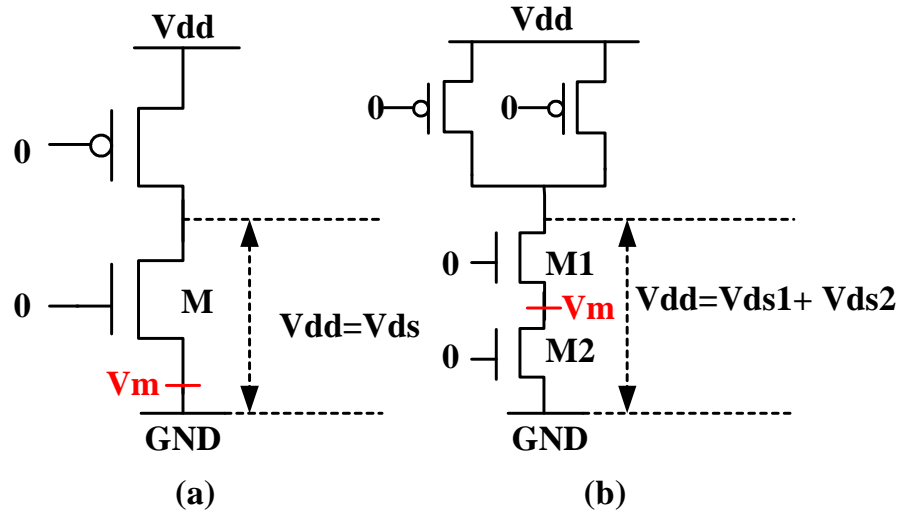 Vdd
0
0
M
Vdd=Vds
Vm
GND
(a)
Vdd
0
0
0
M1
Vm
Vdd=Vds1+ Vds2
0
M2
GND
(b)